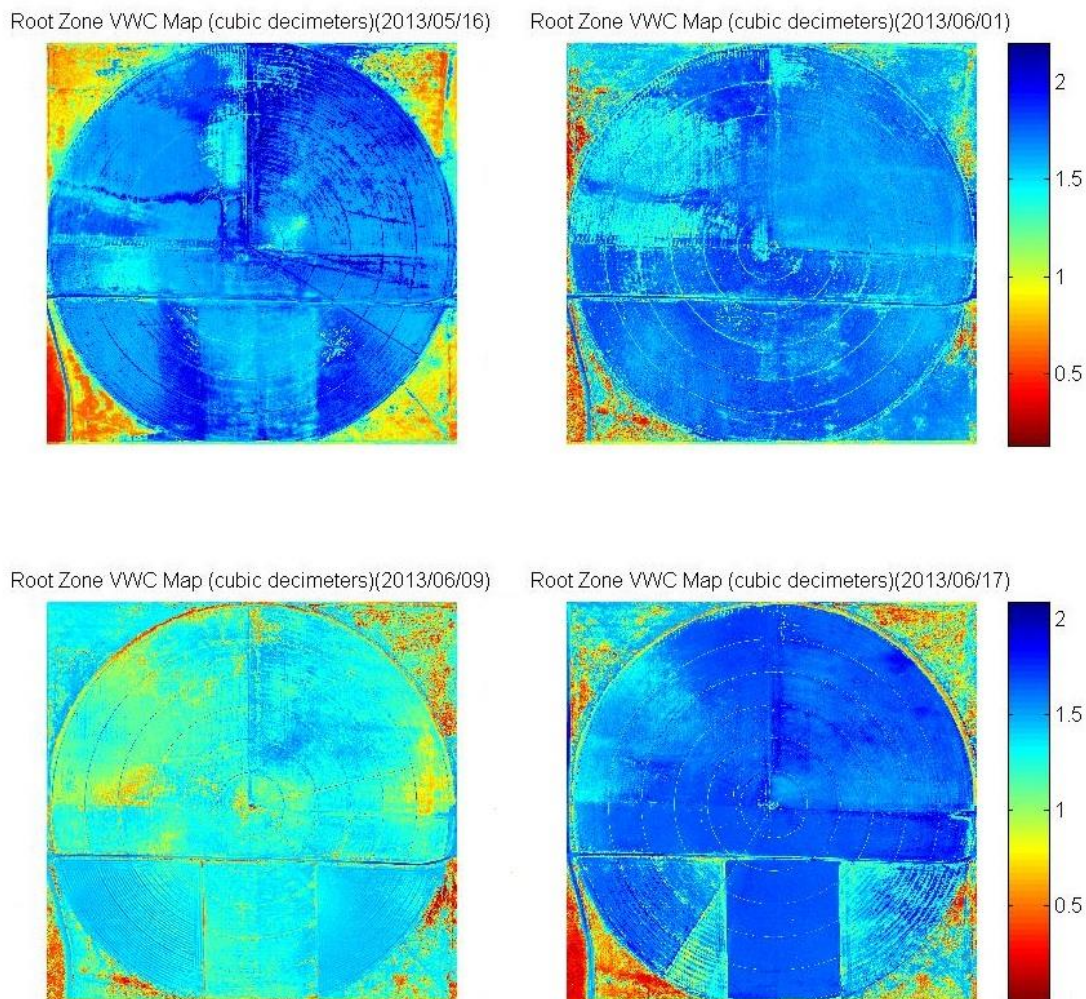 Root Zone VWC Map (cubic decimeters)(2013/05/16)
Root Zone VWC Map (cubic decimeters)(2013/06/01)
2
1.5
1
0.5
Root Zone VWC Map (cubic decimeters)(2013/06/09)
Root Zone VWC Map (cubic decimeters)(2013/06/17)
2
1.5
1
0.5